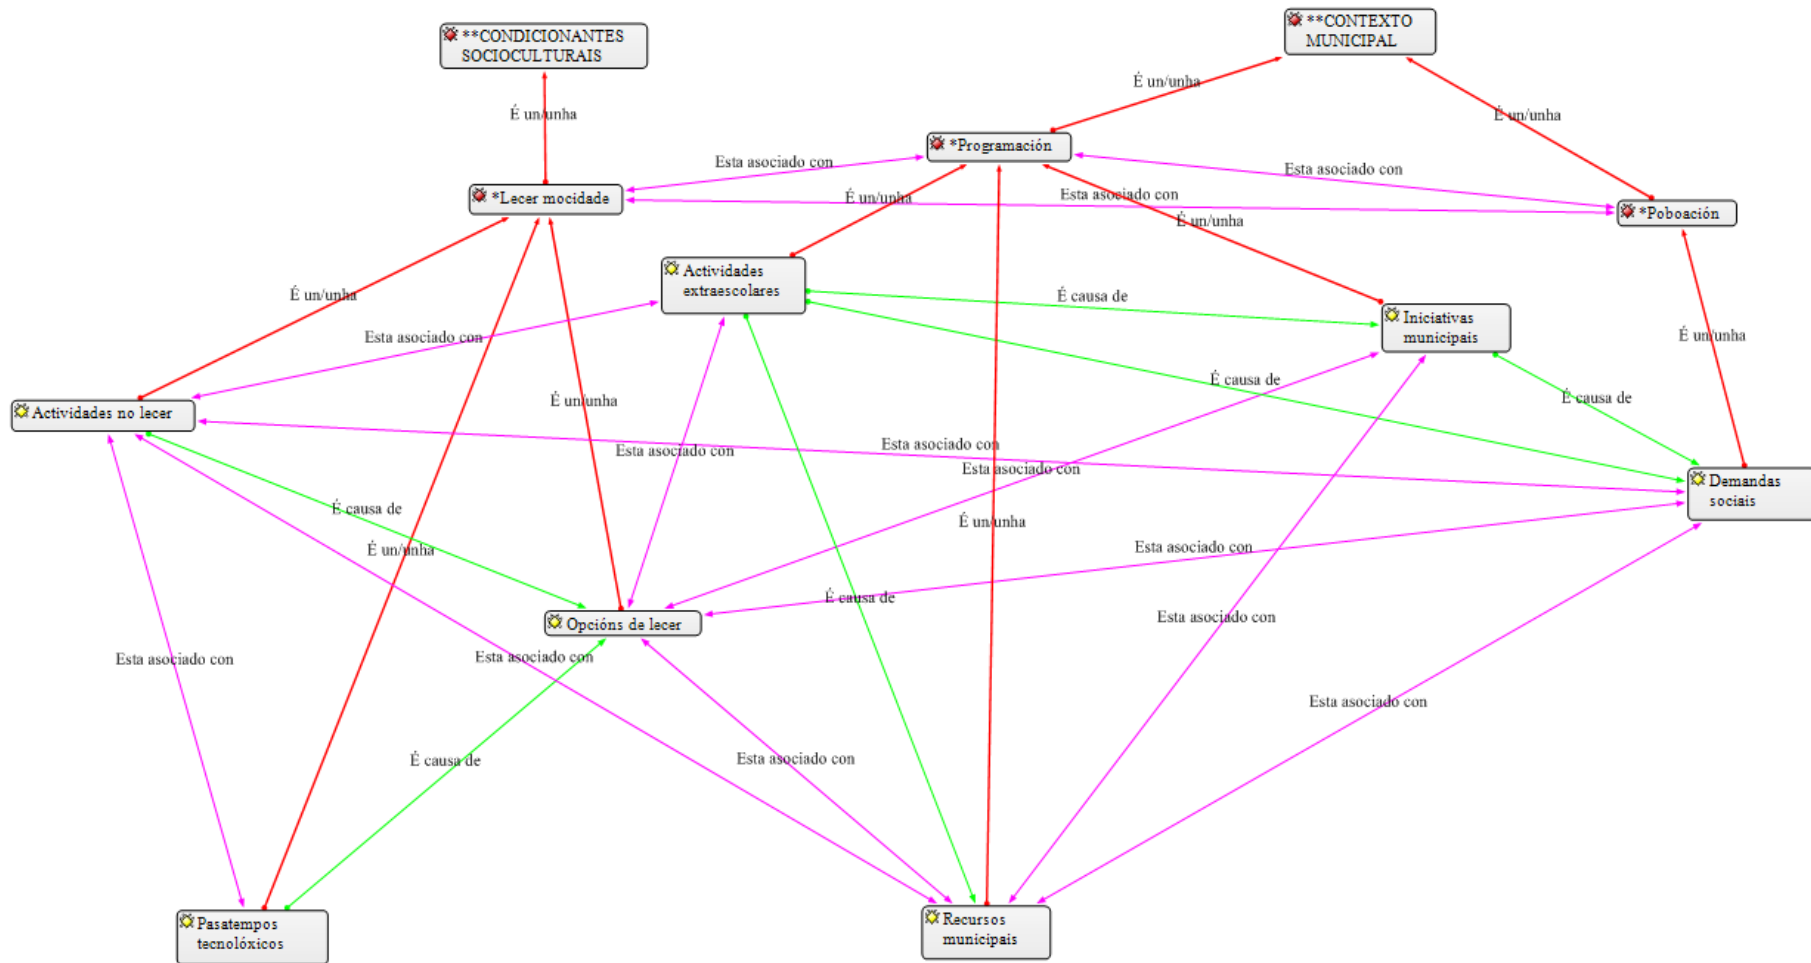 **CONDICIONANTES
SOCIOCULTURAIS
**CONTEXTO
MUNICIPAL
É un/unha
É un/unha
É un/unha
*Programación
Esta asociado con
Esta asociado con
*Lecer mocidade
Esta asociado con
É un/unha
*Poboación
É un/unha
Actividades
extraescolares
É un/unha
É causa de
Iniciativas
municipais
Esta asociado con
É un/unha
É causa de
É causa de
Actividades no lecer
É un/unha
Esta asociado con
Esta asociado con
Esta asociado con
Demandas
sociais
É causa de
É un/unha
É un/unha
Esta asociado con
É causa de
Opcións de lecer
Esta asociado con
Esta asociado con
Esta asociado con
Esta asociado con
É causa de
Esta asociado con
Pasatempos
tecnolóxicos
Recursos
municipais